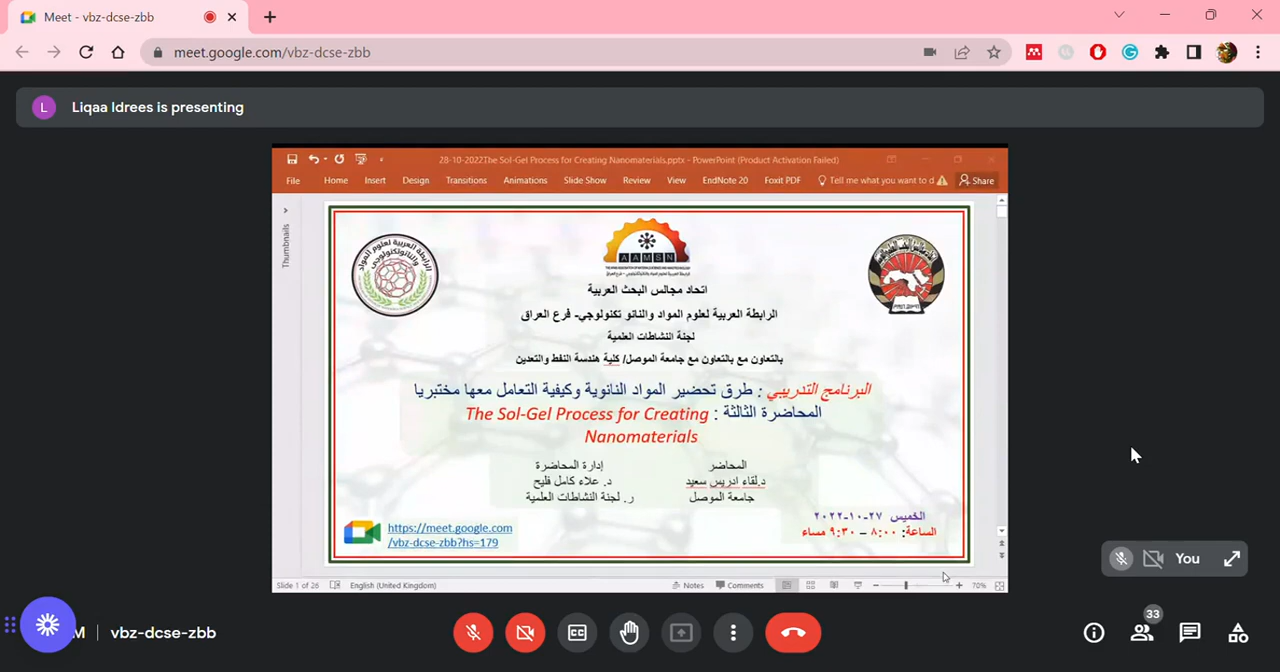 Meet - vbz-dcse-zbb
meet.google.com/vbz-dcse-zbb
L Liqaa Idrees is presenting
28-10-2022The Sol-Gel Process for Creating Nanomaterials.pptx - PowerPoint (Product Activation Failed)
File Home Insert Design Transitions Animations Slide Show Review View EndNote 20 Foxit PDF Tell me what you want to d Share
Thumbnails
الرابطة العربية لعلوم المواد والنانوتكنولوجي
AAMSN
اتحاد مجالس البحث العربية
الرابطة العربية لعلوم المواد والنانو تكنولوجي- فرع العراق
لجنة النشاطات العلمية
بالتعاون مع بالتعاون مع جامعة الموصل/ كلية هندسة النفط والتعدين
البرنامج التدريبي : طرق تحضير المواد النانوية وكيفية التعامل معها مختبريا
المحاضرة الثالثة : The Sol-Gel Process for Creating
Nanomaterials
المحاضر
د.لقاء ادريس سعيد
جامعة الموصل
إدارة المحاضرة
د. علاء كامل فليح
ر. لجنة النشاطات العلمية
الخميس ٢٧-١٠-٢٠٢٢
الساعة: ٨:٠٠ – ٩:٣٠ مساء
https://meet.google.com
/vbz-dcse-zbb?hs=179
Slide 1 of 26 English (United Kingdom) Notes Comments 70%
You
M | vbz-dcse-zbb
33